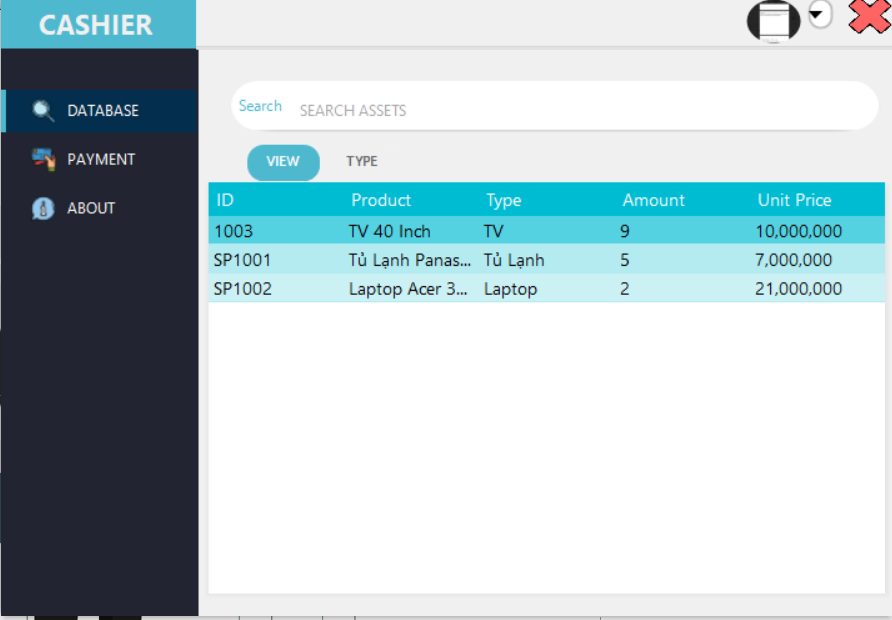 CASHIER
DATABASE
PAYMENT
ABOUT
Search SEARCH ASSETS
VIEW TYPE
ID Product Type Amount Unit Price
1003 TV 40 Inch TV 9 10,000,000
SP1001 Tủ Lạnh Panas... Tủ Lạnh 5 7,000,000
SP1002 Laptop Acer 3... Laptop 2 21,000,000